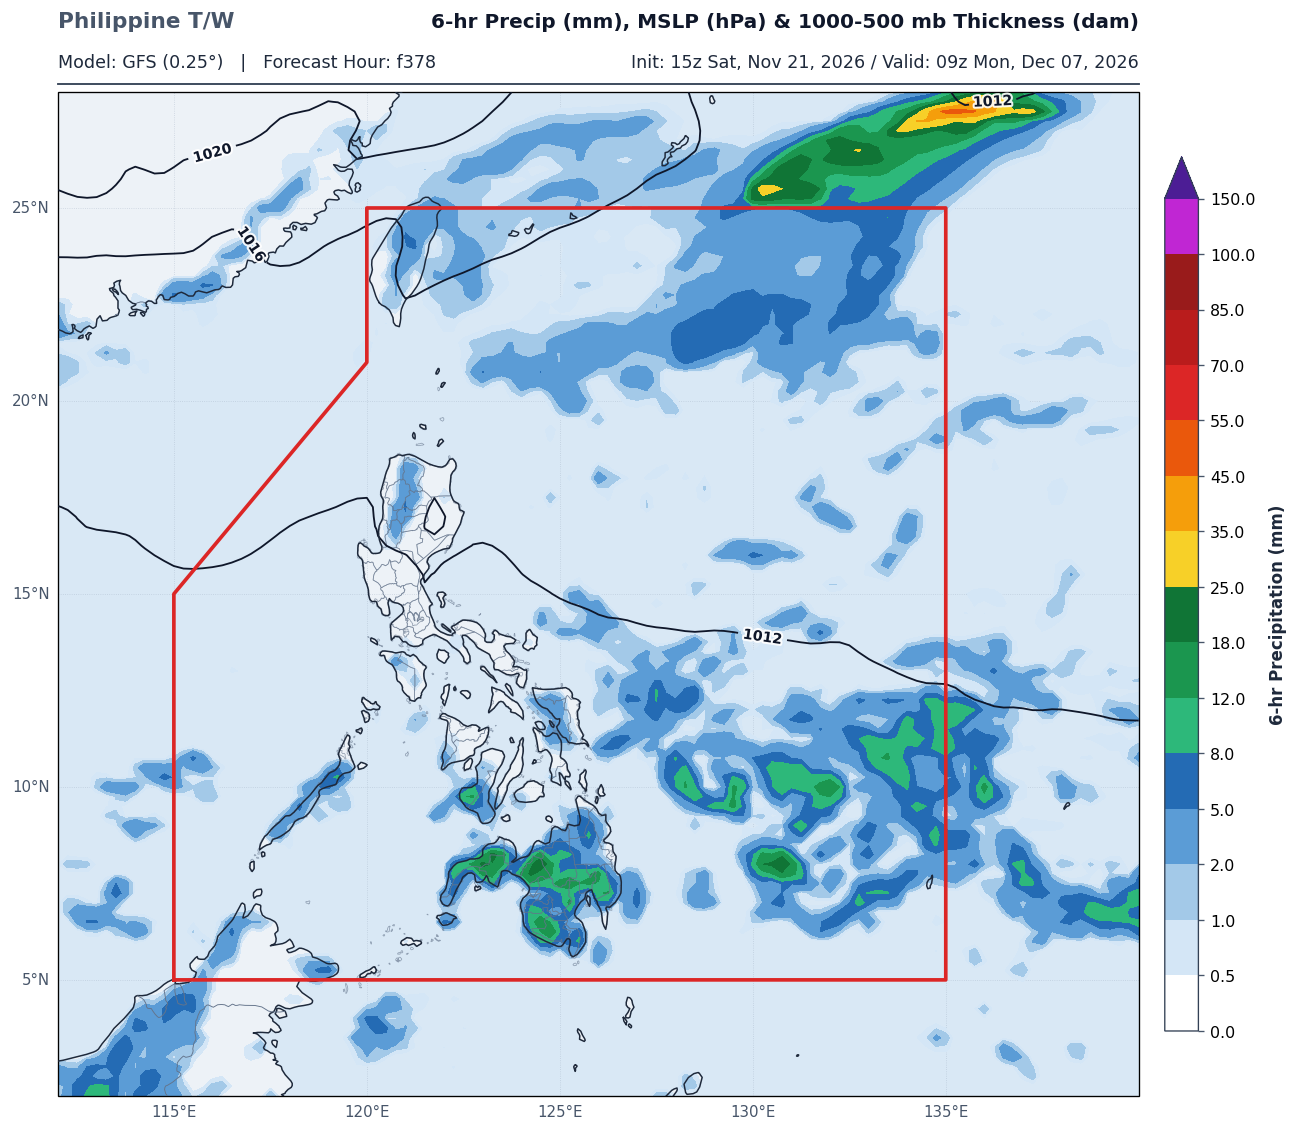 Philippine T/W
6-hr Precip (mm), MSLP (hPa) & 1000-500 mb Thickness (dam)
Model: GFS (0.25°) | Forecast Hour: f378
Init: 15z Sat, Nov 21, 2026 / Valid: 09z Mon, Dec 07, 2026
1012
1020
1016
1012
25°N
20°N
15°N
10°N
5°N
115°E
120°E
125°E
130°E
135°E
150.0
100.0
85.0
70.0
55.0
45.0
35.0
25.0
18.0
12.0
8.0
5.0
2.0
1.0
0.5
0.0
6-hr Precipitation (mm)